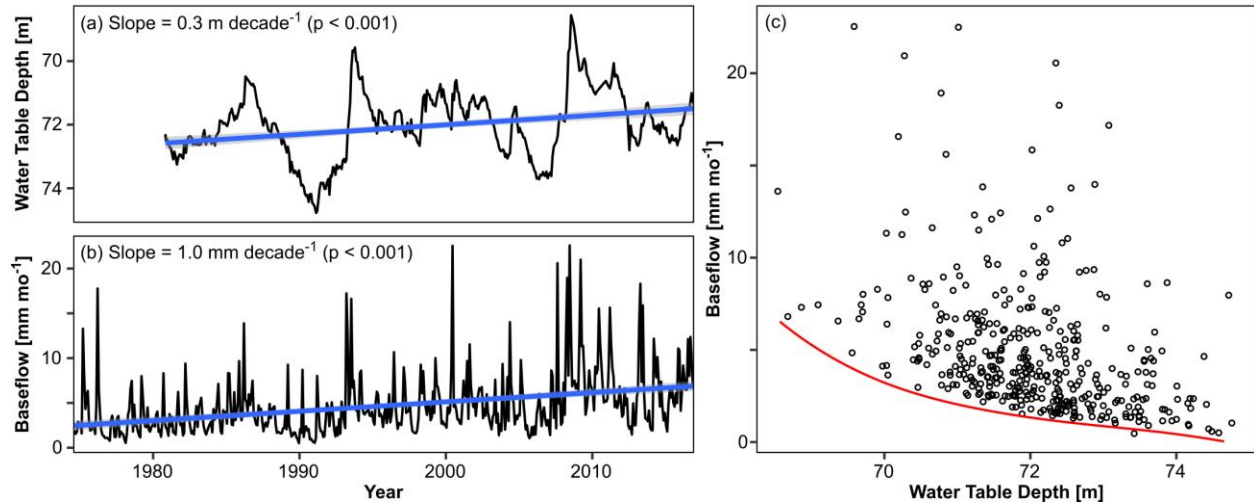 (a) Slope = 0.3 m decade⁻¹ (p < 0.001)
Water Table Depth [m]
70
72
74
(b) Slope = 1.0 mm decade⁻¹ (p < 0.001)
Baseflow [mm mo⁻¹]
20
10
0
1980
1990
2000
2010
Year
(c)
Baseflow [mm mo⁻¹]
20
10
0
70
72
74
Water Table Depth [m]